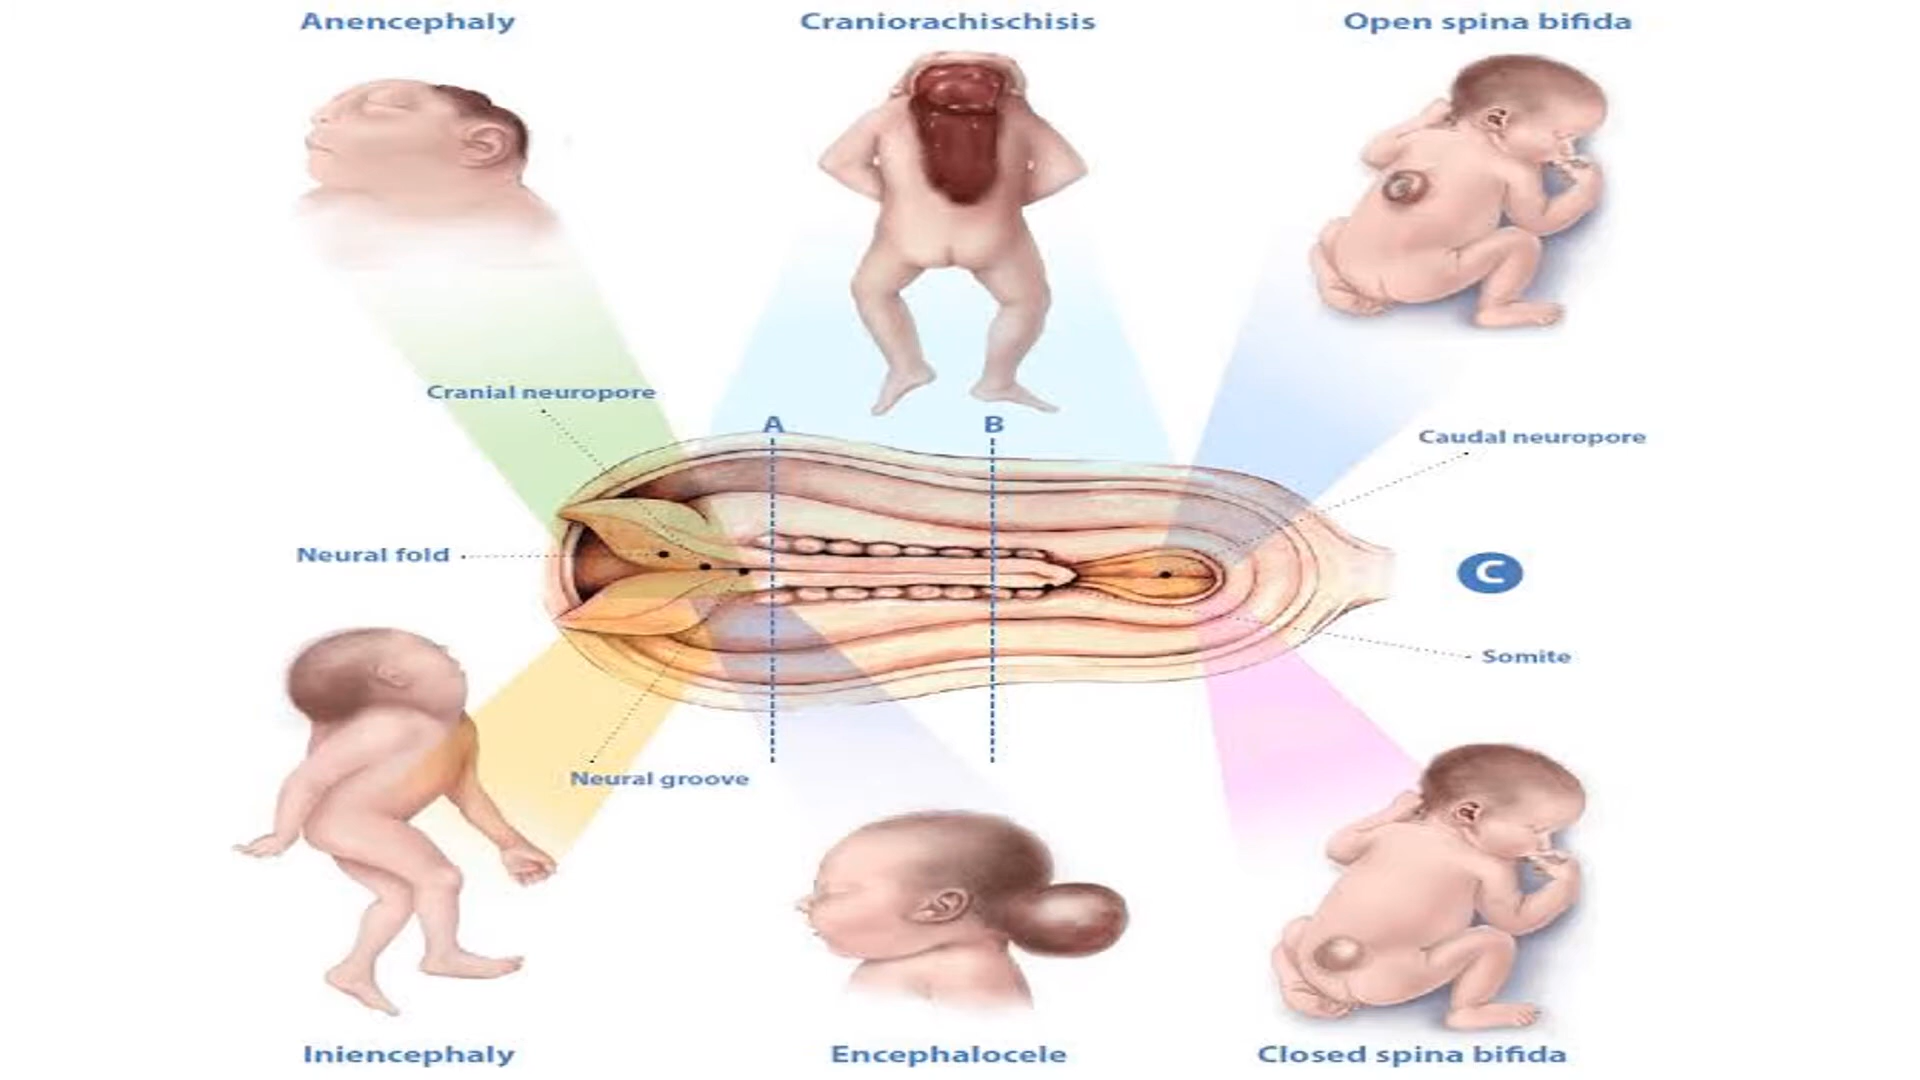 Anencephaly
Craniorachischisis
Open spina bifida
Cranial neuropore
A
B
Caudal neuropore
Neural fold
C
Somite
Neural groove
Iniencephaly
Encephalocele
Closed spina bifida